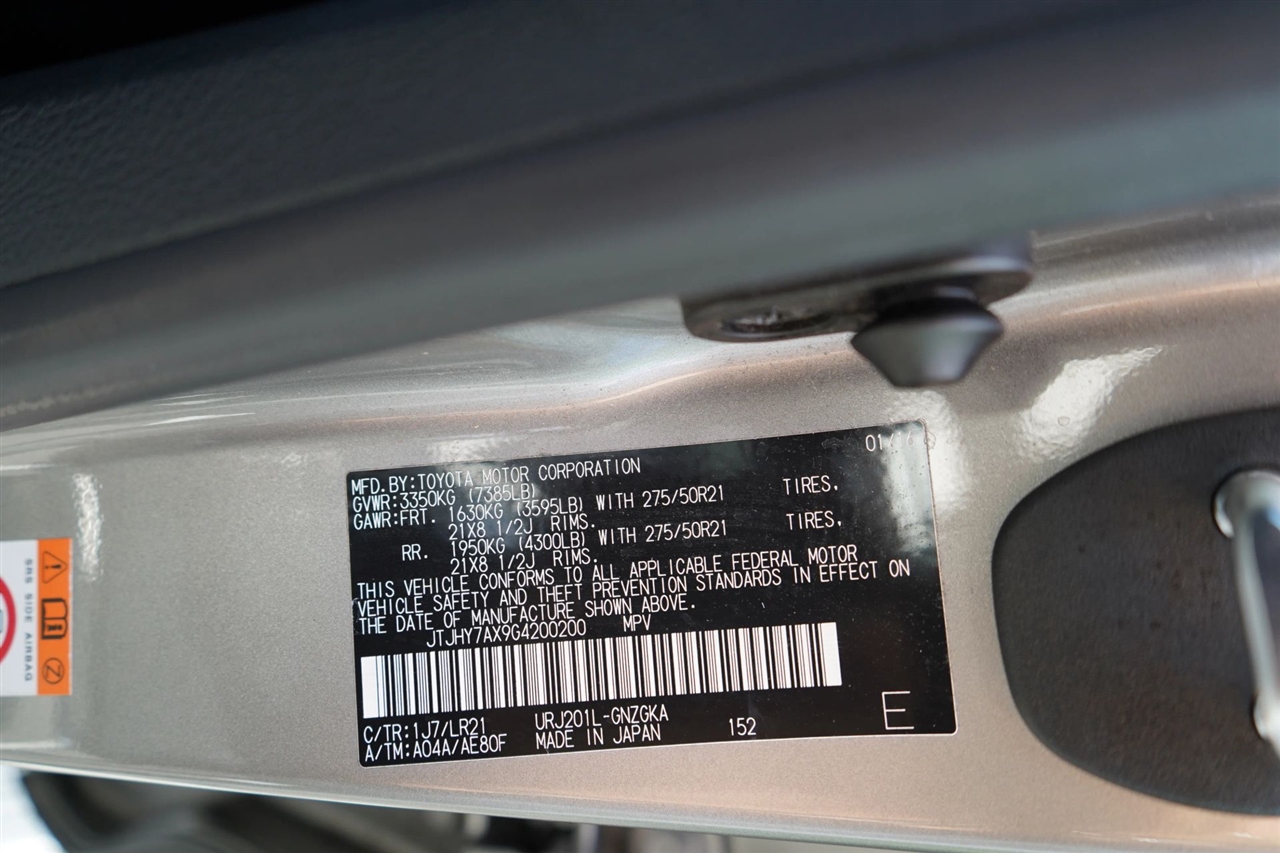 01/16
MFD.BY:TOYOTA MOTOR CORPORATION
GVWR:3350KG (7385LB)
GAWR:FRT. 1630KG (3595LB) WITH 275/50R21 TIRES.
21X8 1/2J RIMS.
RR. 1950KG (4300LB) WITH 275/50R21 TIRES.
21X8 1/2J RIMS.
THIS VEHICLE CONFORMS TO ALL APPLICABLE FEDERAL MOTOR
VEHICLE SAFETY AND THEFT PREVENTION STANDARDS IN EFFECT ON
THE DATE OF MANUFACTURE SHOWN ABOVE.
JTJHY7AX9G4200200 MPV
C/TR:1J7/LR21 URJ201L-GNZGKA
A/TM:A04A/AE80F MADE IN JAPAN 152 E
SRS SIDE AIRBAG